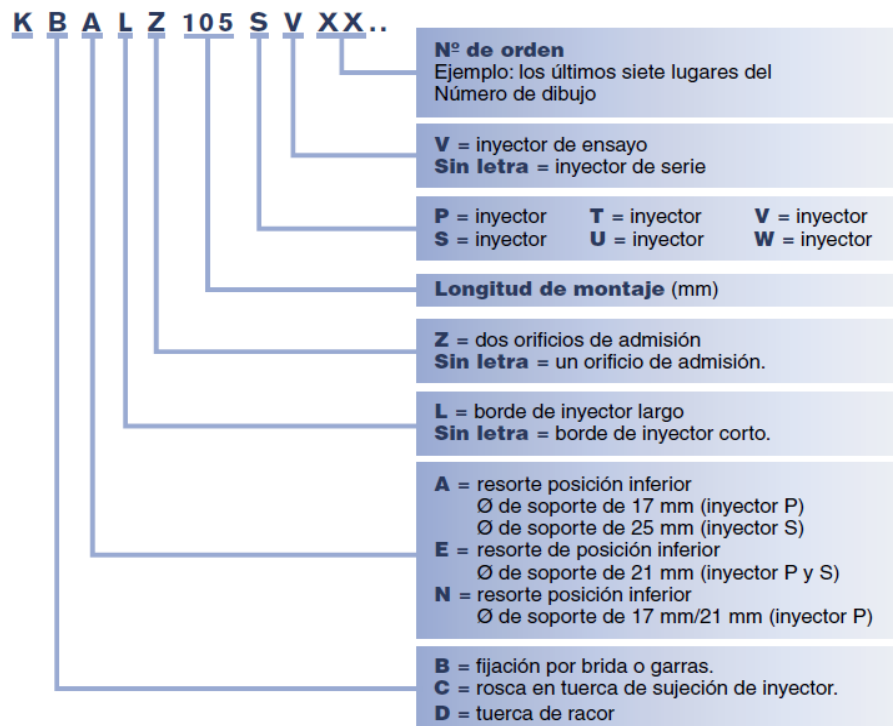 K B A L Z 105 S V XX..
Nº de orden
Ejemplo: los últimos siete lugares del
Número de dibujo
V = inyector de ensayo
Sin letra = inyector de serie
P = inyector T = inyector V = inyector
S = inyector U = inyector W = inyector
Longitud de montaje (mm)
Z = dos orificios de admisión
Sin letra = un orificio de admisión.
L = borde de inyector largo
Sin letra = borde de inyector corto.
A = resorte posición inferior
Ø de soporte de 17 mm (inyector P)
Ø de soporte de 25 mm (inyector S)
E = resorte de posición inferior
Ø de soporte de 21 mm (inyector P y S)
N = resorte posición inferior
Ø de soporte de 17 mm/21 mm (inyector P)
B = fijación por brida o garras.
C = rosca en tuerca de sujeción de inyector.
D = tuerca de racor